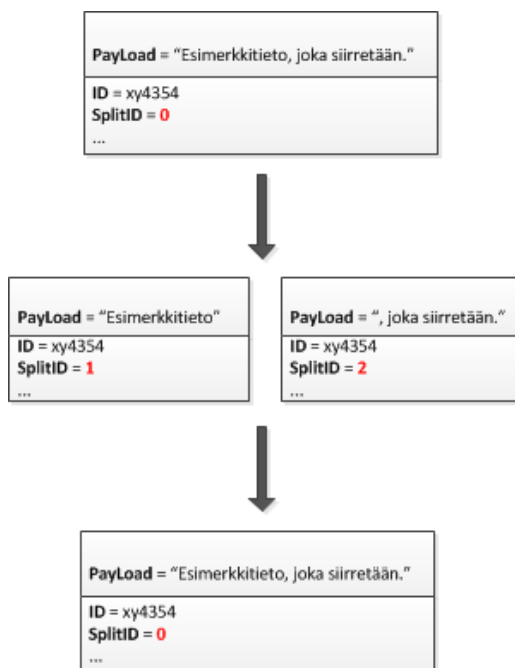 PayLoad = “Esimerkkitieto, joka siirretään.”
ID = xy4354
SplitID = 0
...
PayLoad = “Esimerkkitieto”
ID = xy4354
SplitID = 1
...
PayLoad = “, joka siirretään.”
ID = xy4354
SplitID = 2
...
PayLoad = “Esimerkkitieto, joka siirretään.”
ID = xy4354
SplitID = 0
...